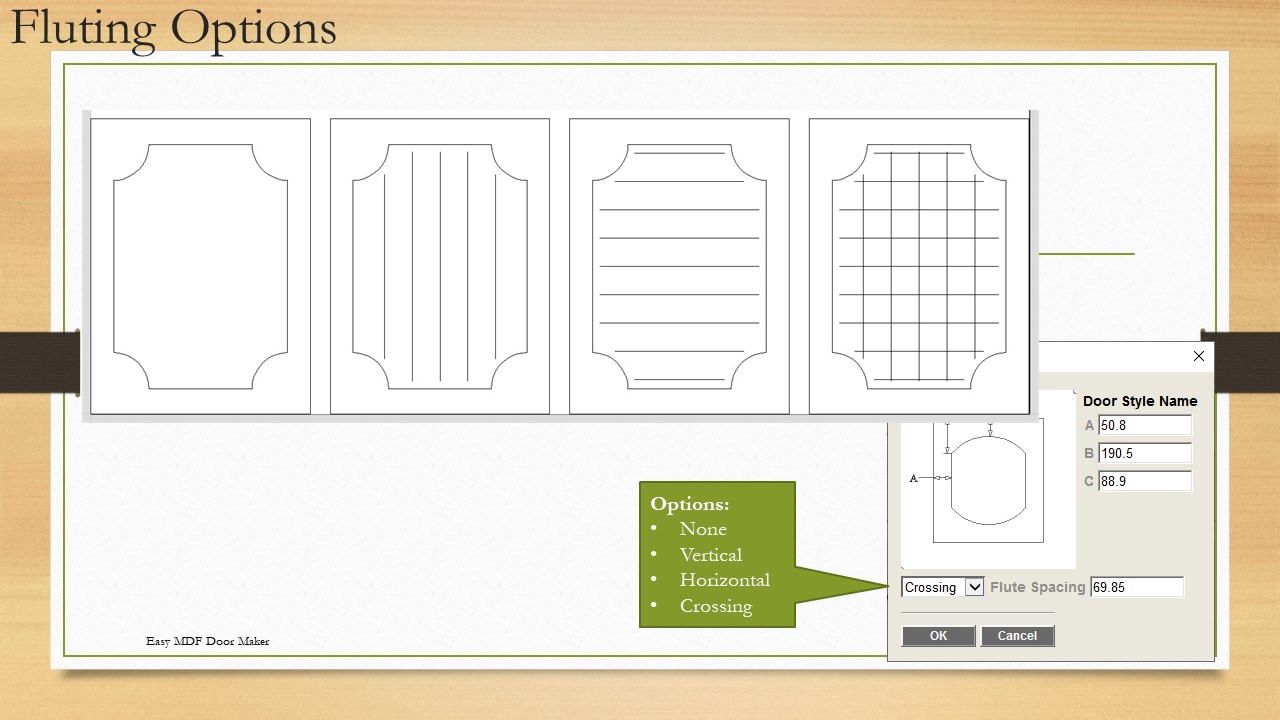 Fluting Options
Door Style Name
A 50.8
B 190.5
C 88.9
A
Options:
• None
• Vertical
• Horizontal
• Crossing
Crossing Flute Spacing 69.85
OK Cancel
Easy MDF Door Maker